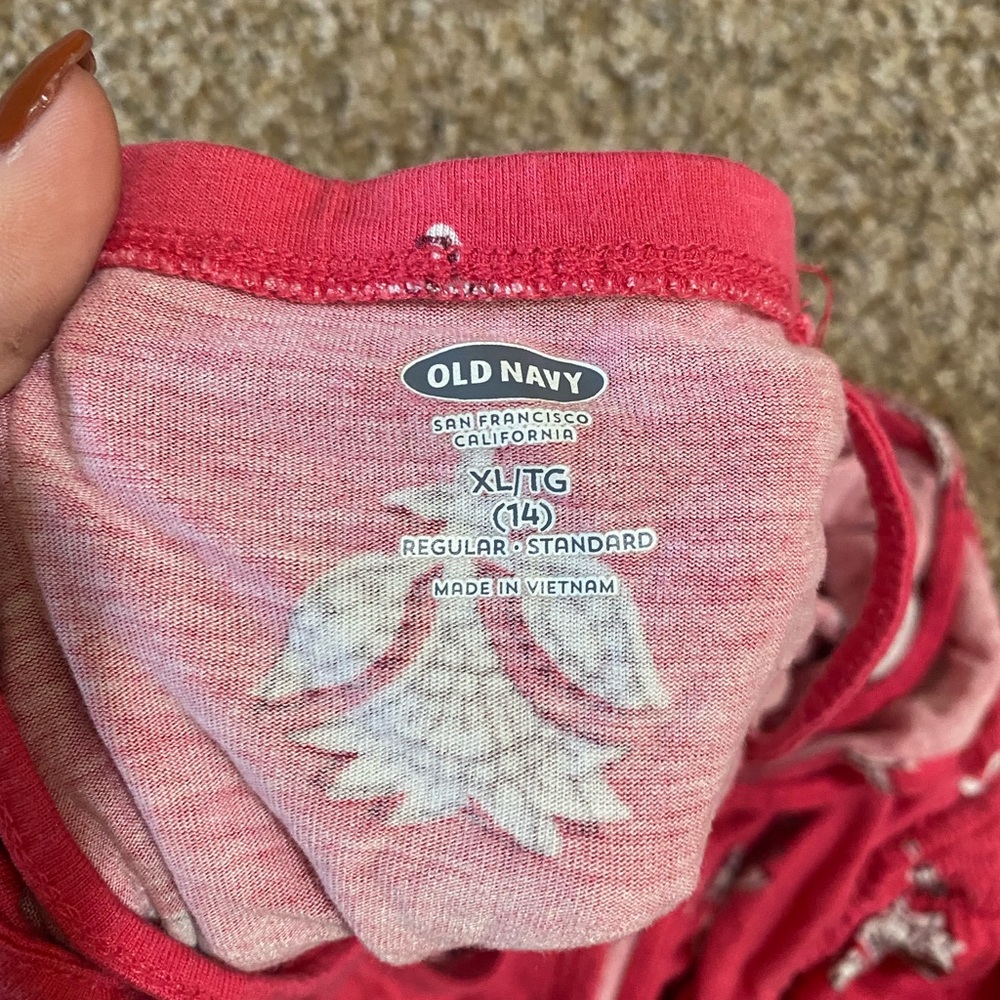 OLD NAVY
SAN FRANCISCO
CALIFORNIA
XL/TG
(14)
REGULAR • STANDARD
MADE IN VIETNAM